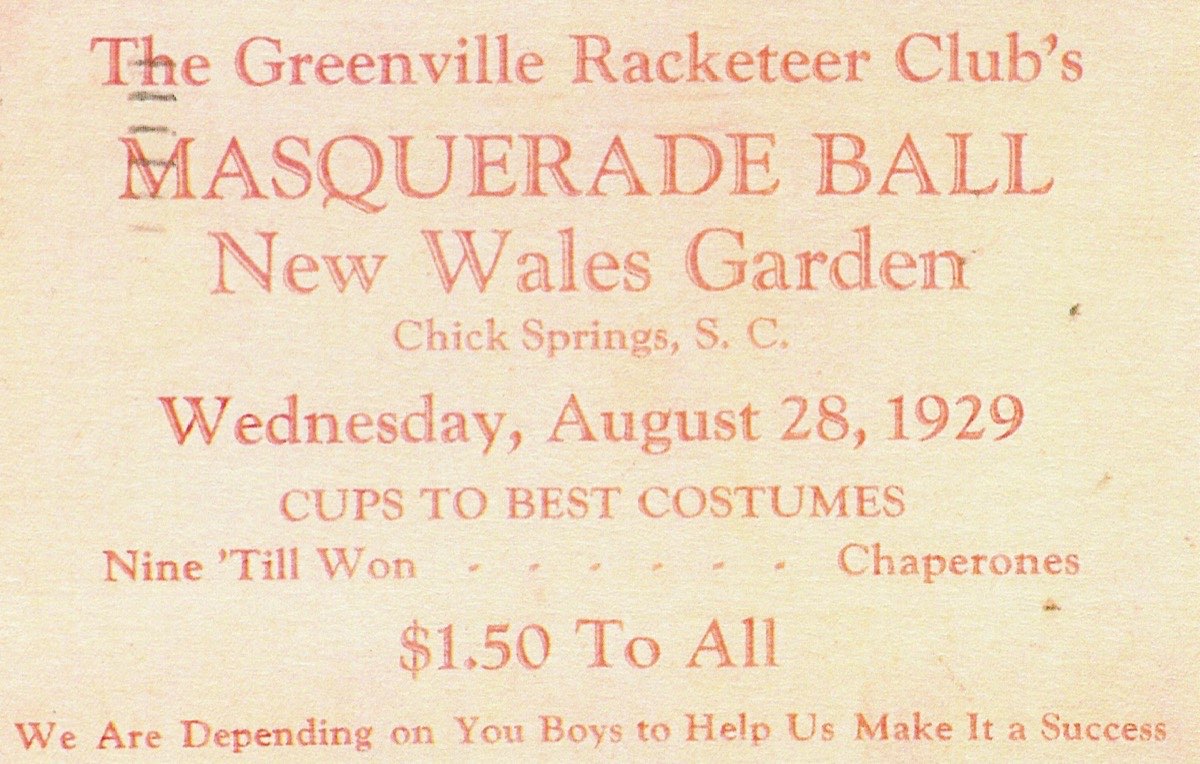 The Greenville Racketeer Club's
MASQUERADE BALL
New Wales Garden
Chick Springs, S. C.
Wednesday, August 28, 1929
CUPS TO BEST COSTUMES
Nine 'Till Won - - - - - - Chaperones
$1.50 To All
We Are Depending on You Boys to Help Us Make It a Success